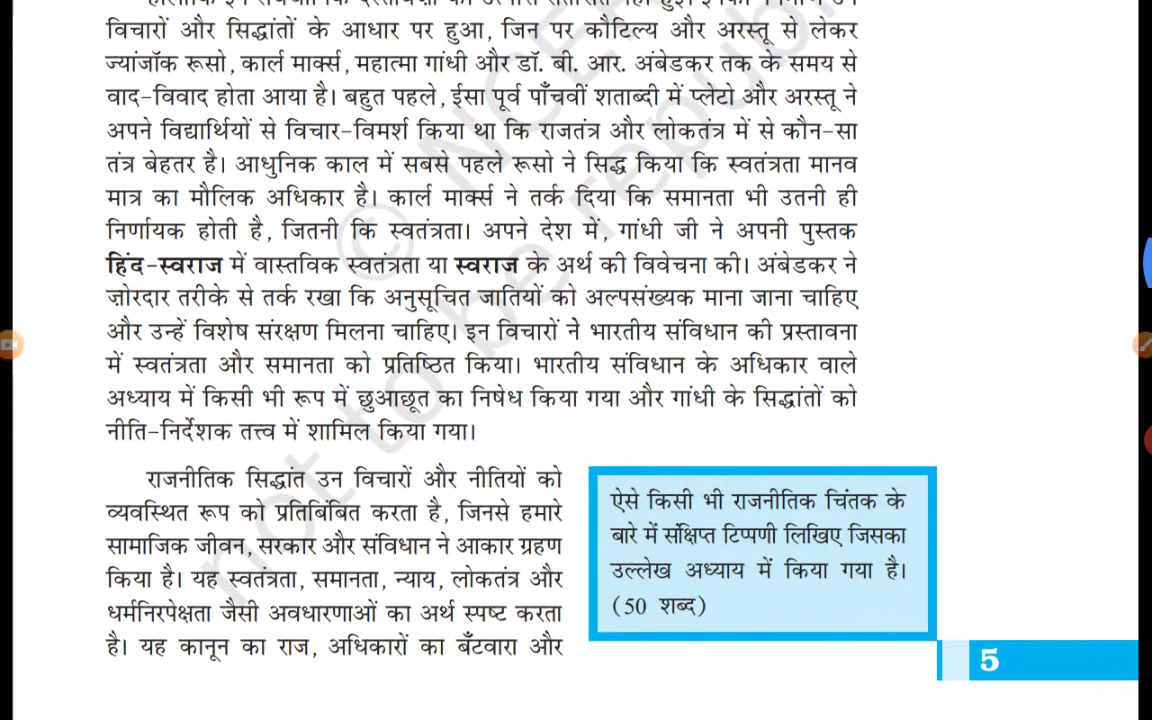 विचारों और सिद्धांतों के आधार पर हुआ, जिन पर कौटिल्य और अरस्तू से लेकर
ज्यांजॉक रूसो, कार्ल मार्क्स, महात्मा गांधी और डॉ. बी. आर. अंबेडकर तक के समय से
वाद-विवाद होता आया है। बहुत पहले, ईसा पूर्व पाँचवीं शताब्दी में प्लेटो और अरस्तू ने
अपने विद्यार्थियों से विचार-विमर्श किया था कि राजतंत्र और लोकतंत्र में से कौन-सा
तंत्र बेहतर है। आधुनिक काल में सबसे पहले रूसो ने सिद्ध किया कि स्वतंत्रता मानव
मात्र का मौलिक अधिकार है। कार्ल मार्क्स ने तर्क दिया कि समानता भी उतनी ही
निर्णायक होती है, जितनी कि स्वतंत्रता। अपने देश में, गांधी जी ने अपनी पुस्तक
हिंद-स्वराज में वास्तविक स्वतंत्रता या स्वराज के अर्थ की विवेचना की। अंबेडकर ने
ज़ोरदार तरीके से तर्क रखा कि अनुसूचित जातियों को अल्पसंख्यक माना जाना चाहिए
और उन्हें विशेष संरक्षण मिलना चाहिए। इन विचारों ने भारतीय संविधान की प्रस्तावना
में स्वतंत्रता और समानता को प्रतिष्ठित किया। भारतीय संविधान के अधिकार वाले
अध्याय में किसी भी रूप में छुआछूत का निषेध किया गया और गांधी के सिद्धांतों को
नीति-निर्देशक तत्त्व में शामिल किया गया।
राजनीतिक सिद्धांत उन विचारों और नीतियों को
व्यवस्थित रूप को प्रतिबिंबित करता है, जिनसे हमारे
सामाजिक जीवन, सरकार और संविधान ने आकार ग्रहण
किया है। यह स्वतंत्रता, समानता, न्याय, लोकतंत्र और
धर्मनिरपेक्षता जैसी अवधारणाओं का अर्थ स्पष्ट करता
है। यह कानून का राज, अधिकारों का बँटवारा और
ऐसे किसी भी राजनीतिक चिंतक के
बारे में संक्षिप्त टिप्पणी लिखिए जिसका
उल्लेख अध्याय में किया गया है।
(50 शब्द)
5
© NCE
not to be republi